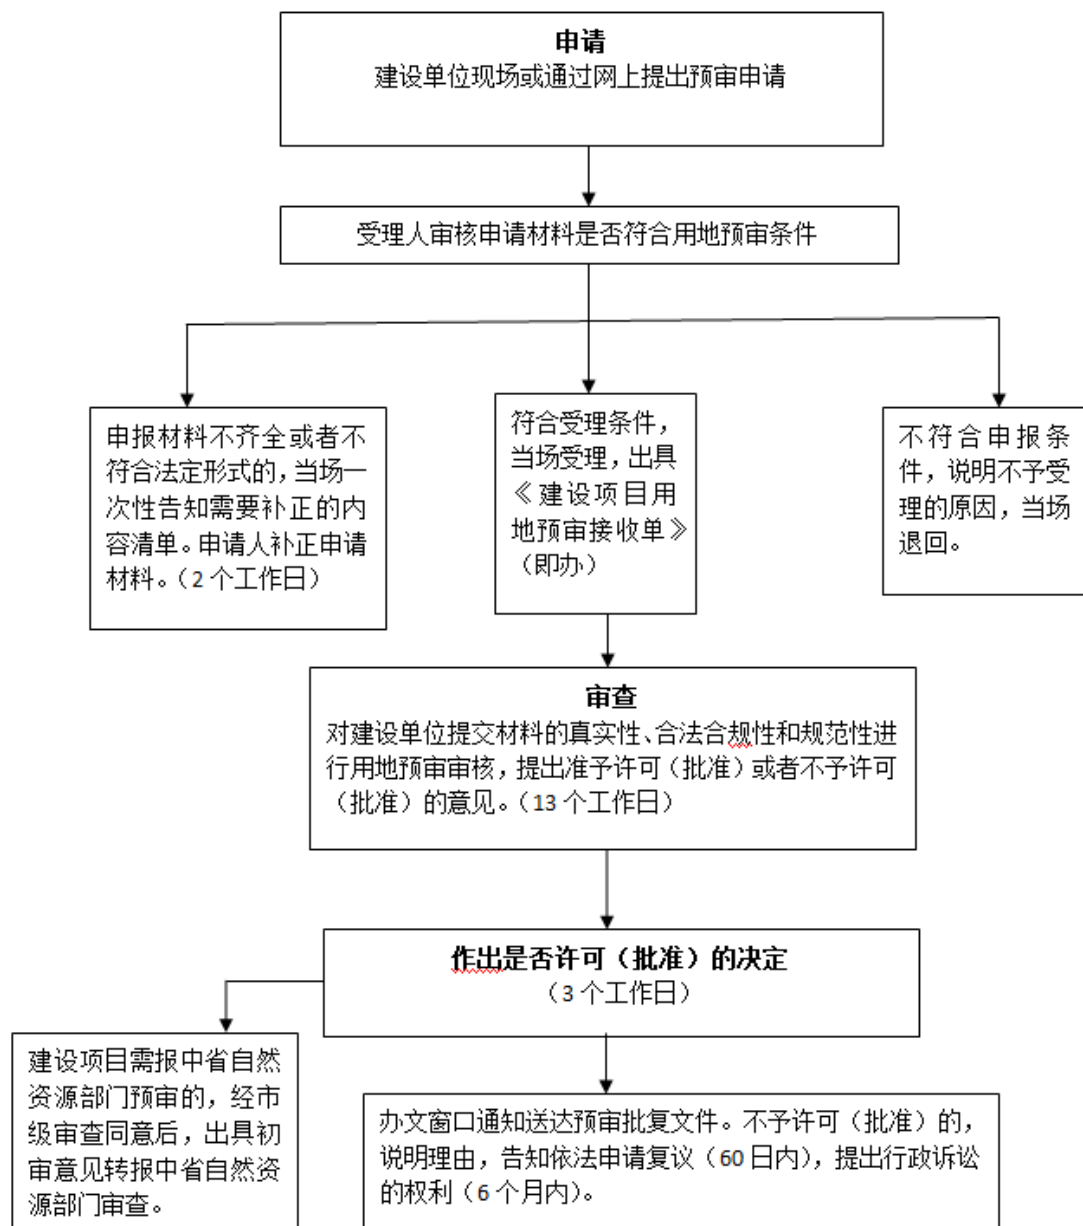 申请
建设单位现场或通过网上提出预审申请
受理人审核申请材料是否符合用地预审条件
申报材料不齐全或者不
符合法定形式的，当场一
次性告知需要补正的内
容清单。申请人补正申请
材料。（2 个工作日）
符合受理条件，
当场受理，出具
《建设项目用
地预审接收单》
（即办）
不符合申报条
件，说明不予受
理的原因，当场
退回。
审查
对建设单位提交材料的真实性、合法合规性和规范性进
行用地预审审核，提出准予许可（批准）或者不予许可
（批准）的意见。（13 个工作日）
作出是否许可（批准）的决定
（3 个工作日）
建设项目需报中省自然
资源部门预审的，经市
级审查同意后，出具初
审意见转报中省自然资
源部门审查。
办文窗口通知送达预审批复文件。不予许可（批准）的，
说明理由，告知依法申请复议（60 日内），提出行政诉讼
的权利（6 个月内）。